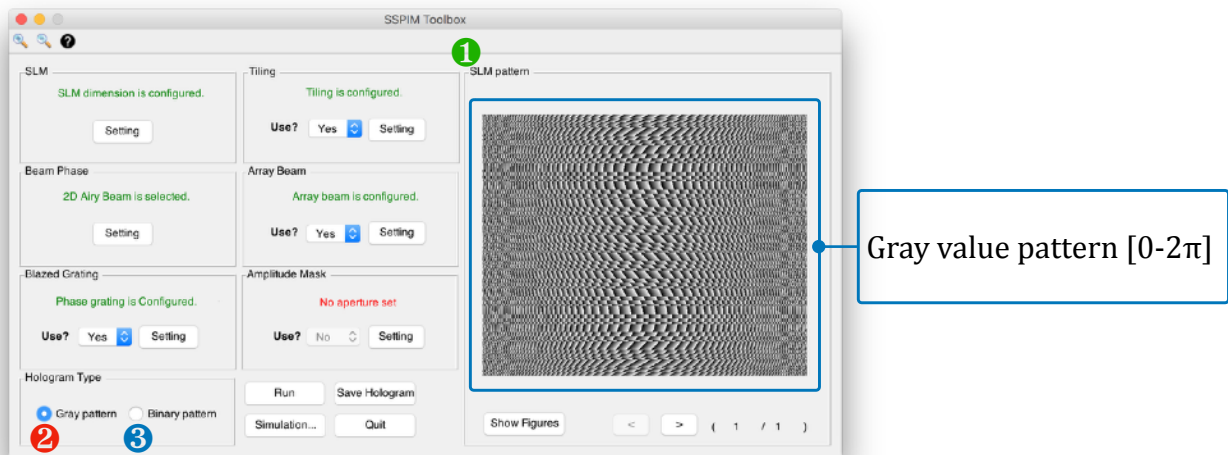 SSPIM Toolbox
?
1
SLM
SLM dimension is configured.
Setting
Tiling
Tiling is configured.
Use? Yes Setting
SLM pattern
Beam Phase
2D Airy Beam is selected.
Setting
Array Beam
Array beam is configured.
Use? Yes Setting
Gray value pattern [0-2π]
Blazed Grating
Phase grating is Configured.
Use? Yes Setting
Amplitude Mask
No aperture set
Use? No Setting
Hologram Type
Gray pattern Binary pattern
2 3
Run Save Hologram
Simulation... Quit
Show Figures < > ( 1 / 1 )